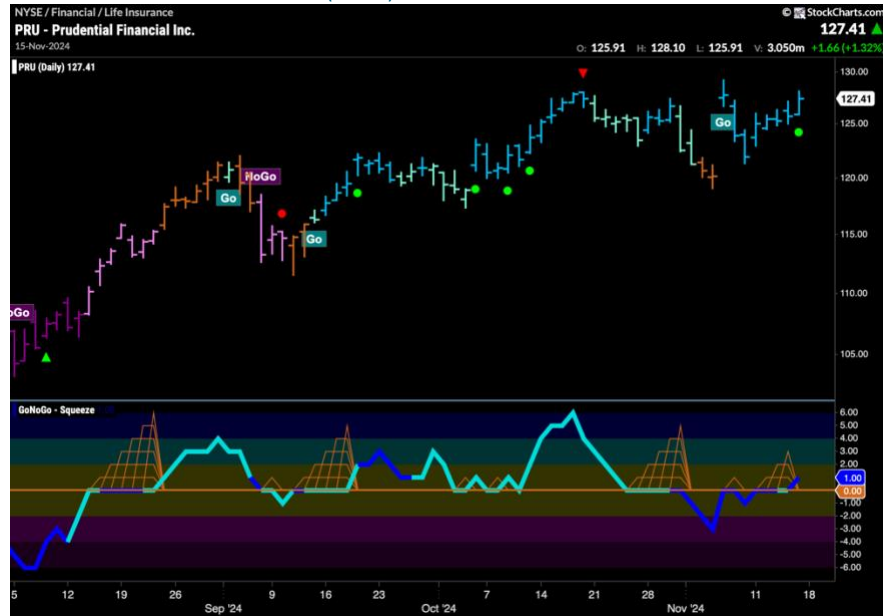 NYSE / Financial / Life Insurance
© StockCharts.com
PRU - Prudential Financial Inc.
127.41
15-Nov-2024
O: 125.91 H: 128.10 L: 125.91 V: 3.050m +1.66 (+1.32%)
PRU (Daily) 127.41
130.00
127.41
125.00
120.00
115.00
110.00
105.00
Go
NoGo
Go
Go
oGo
GoNoGo - Squeeze
6.00
5.00
4.00
3.00
2.00
1.00
0.00
-1.00
-2.00
-3.00
-4.00
-5.00
-6.00
5 12 19 26 9 16 23 7 14 21 28 11 18
Sep '24 Oct '24 Nov '24